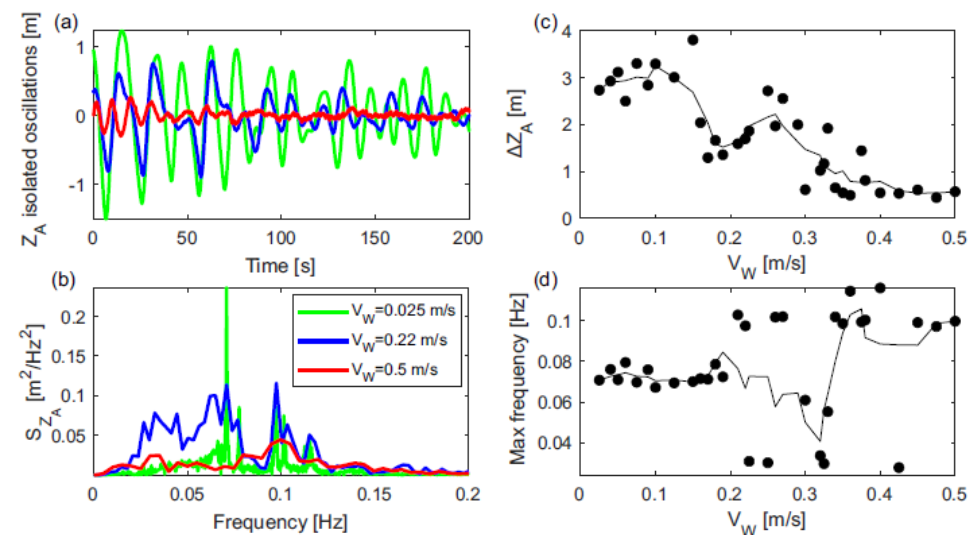 (a)
Z_A isolated oscillations [m]
1
0
-1
0 50 100 150 200
Time [s]
(b)
S_{Z_A} [m²/Hz²]
0.2
0.15
0.1
0.05
0 0.05 0.1 0.15 0.2
Frequency [Hz]
V_W=0.025 m/s
V_W=0.22 m/s
V_W=0.5 m/s
(c)
ΔZ_A [m]
4
3
2
1
0
0 0.1 0.2 0.3 0.4 0.5
V_W [m/s]
(d)
Max frequency [Hz]
0.1
0.08
0.06
0.04
0 0.1 0.2 0.3 0.4 0.5
V_W [m/s]